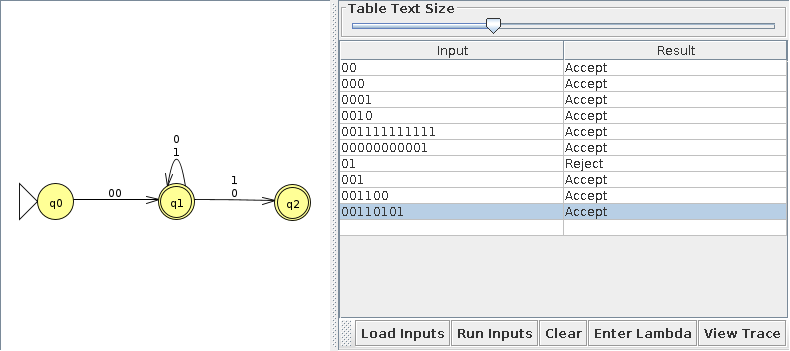 Table Text Size
Input Result
00 Accept
000 Accept
0001 Accept
0010 Accept
001111111111 Accept
00000000001 Accept
01 Reject
001 Accept
001100 Accept
00110101 Accept
0
1
1
00 0
q0 q1 q2
Load Inputs Run Inputs Clear Enter Lambda View Trace